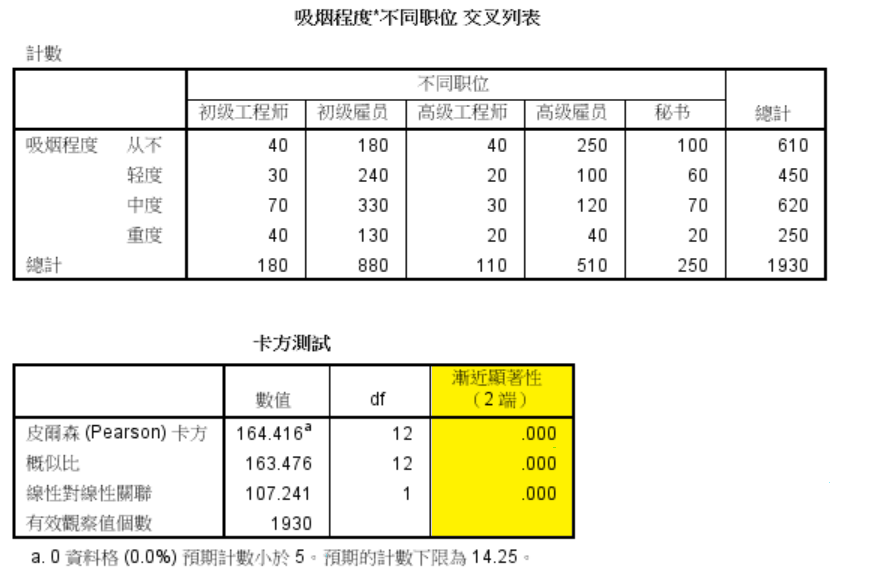 吸烟程度*不同职位 交叉列表
計數
不同职位
初级工程师 初级雇员 高级工程师 高级雇员 秘书 總計
吸烟程度 从不 40 180 40 250 100 610
轻度 30 240 20 100 60 450
中度 70 330 30 120 70 620
重度 40 130 20 40 20 250
總計 180 880 110 510 250 1930
卡方測試
數值 df 漸近顯著性
（2 端）
皮爾森 (Pearson) 卡方 164.416a 12 .000
概似比 163.476 12 .000
線性對線性關聯 107.241 1 .000
有效觀察值個數 1930
a. 0 資料格 (0.0%) 預期計數小於 5。預期的計數下限為 14.25。